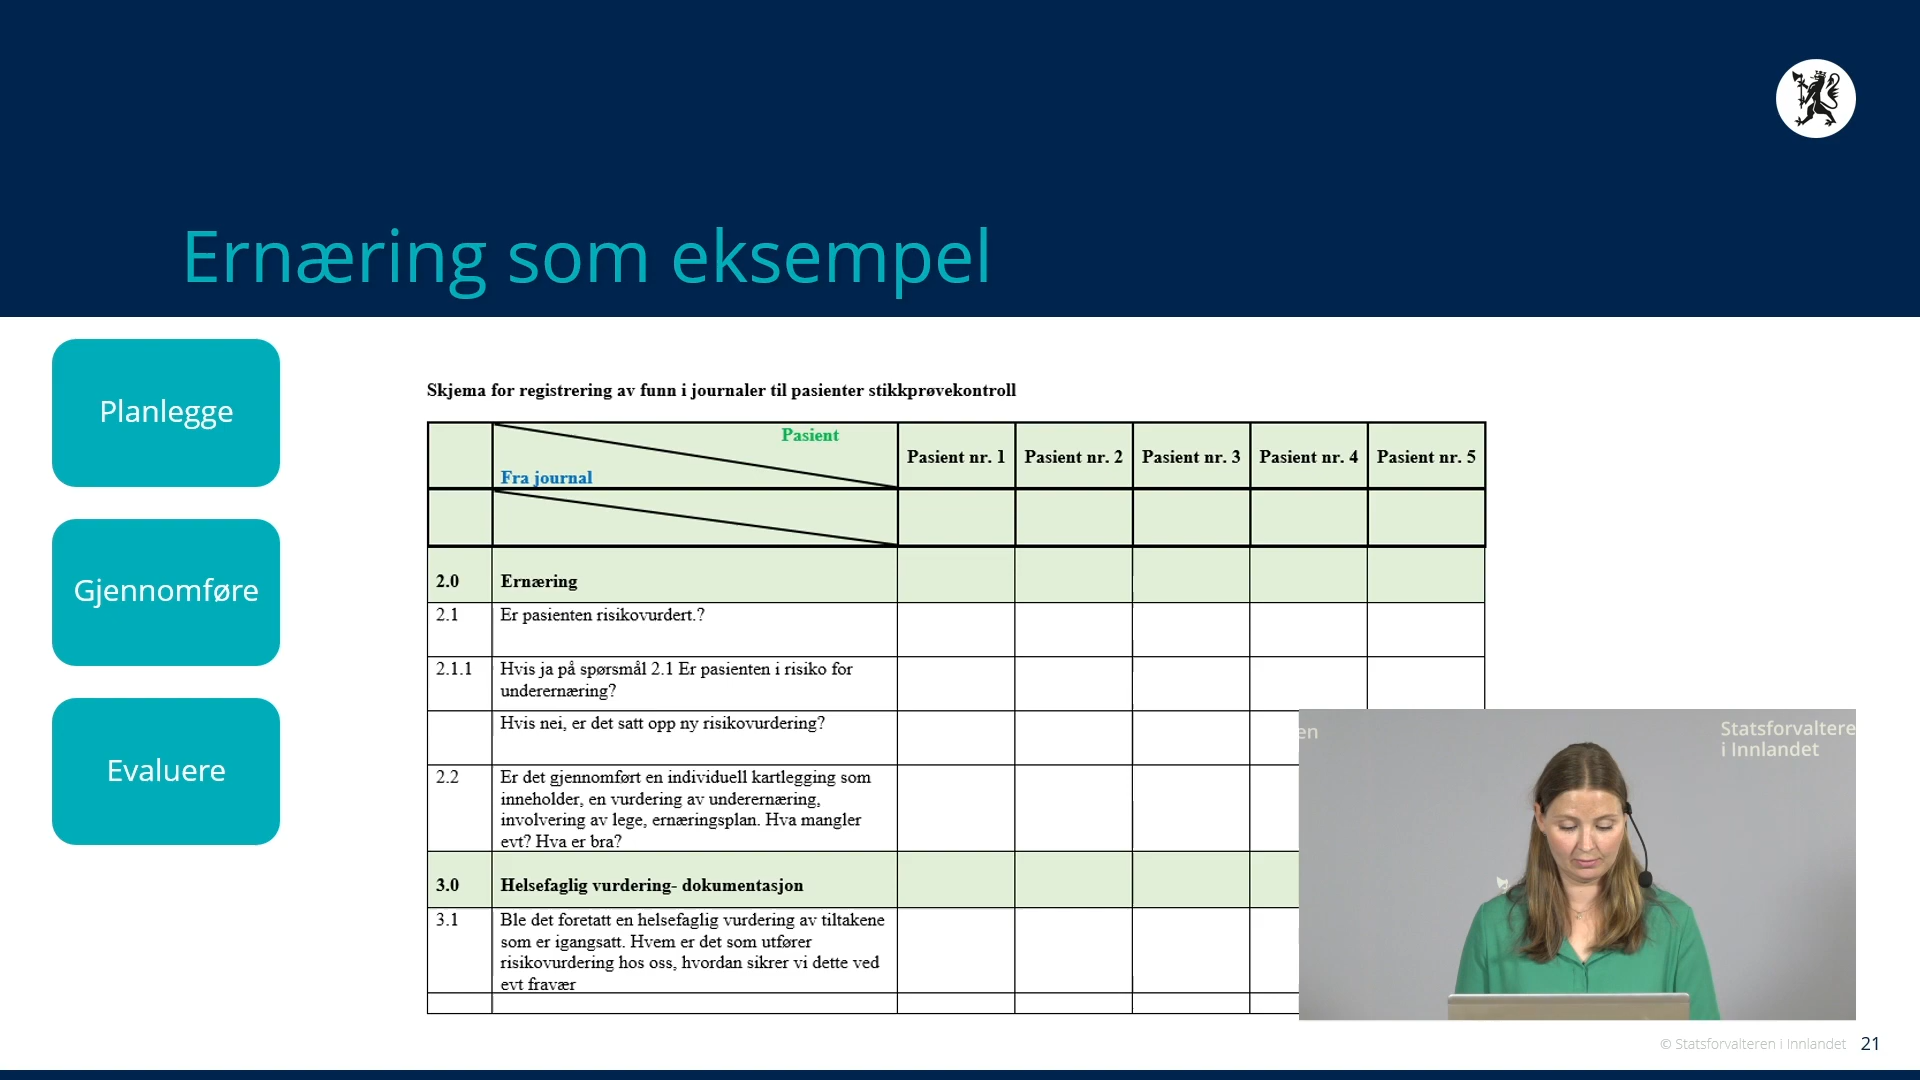 Ernæring som eksempel
Planlegge
Gjennomføre
Evaluere
Skjema for registrering av funn i journaler til pasienter stikkprøvekontroll
Pasient
Fra journal
Pasient nr. 1
Pasient nr. 2
Pasient nr. 3
Pasient nr. 4
Pasient nr. 5
2.0 Ernæring
2.1 Er pasienten risikovurdert.?
2.1.1 Hvis ja på spørsmål 2.1 Er pasienten i risiko for
underernæring?
Hvis nei, er det satt opp ny risikovurdering?
2.2 Er det gjennomført en individuell kartlegging som
inneholder, en vurdering av underernæring,
involvering av lege, ernæringsplan. Hva mangler
evt? Hva er bra?
3.0 Helsefaglig vurdering- dokumentasjon
3.1 Ble det foretatt en helsefaglig vurdering av tiltakene
som er igangsatt. Hvem er det som utfører
risikovurdering hos oss, hvordan sikrer vi dette ved
evt fravær
en
Statsforvaltere
i Innlandet
© Statsforvalteren i Innlandet 21